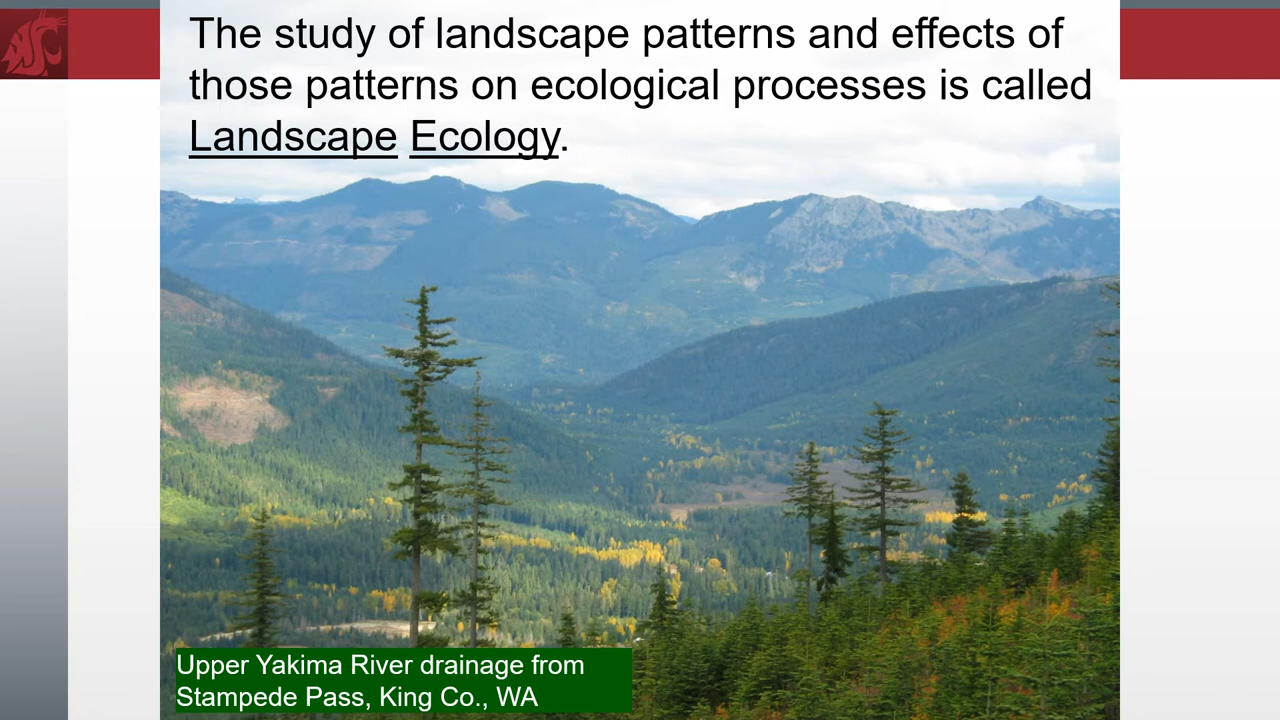 The study of landscape patterns and effects of
those patterns on ecological processes is called
Landscape Ecology.
Upper Yakima River drainage from
Stampede Pass, King Co., WA